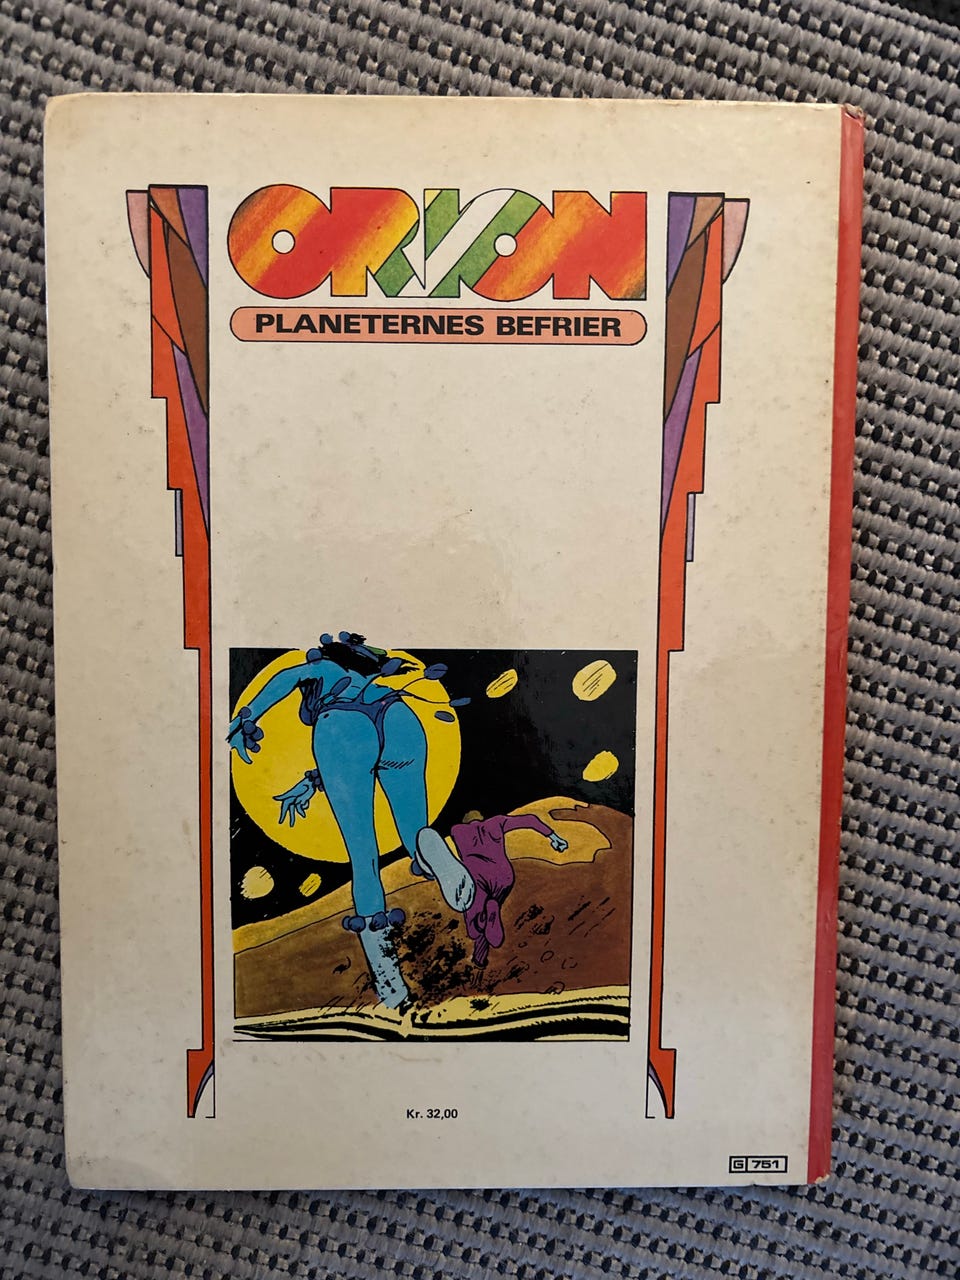 ORION
PLANETERNES BEFRIER
Kr. 32,00
G 751